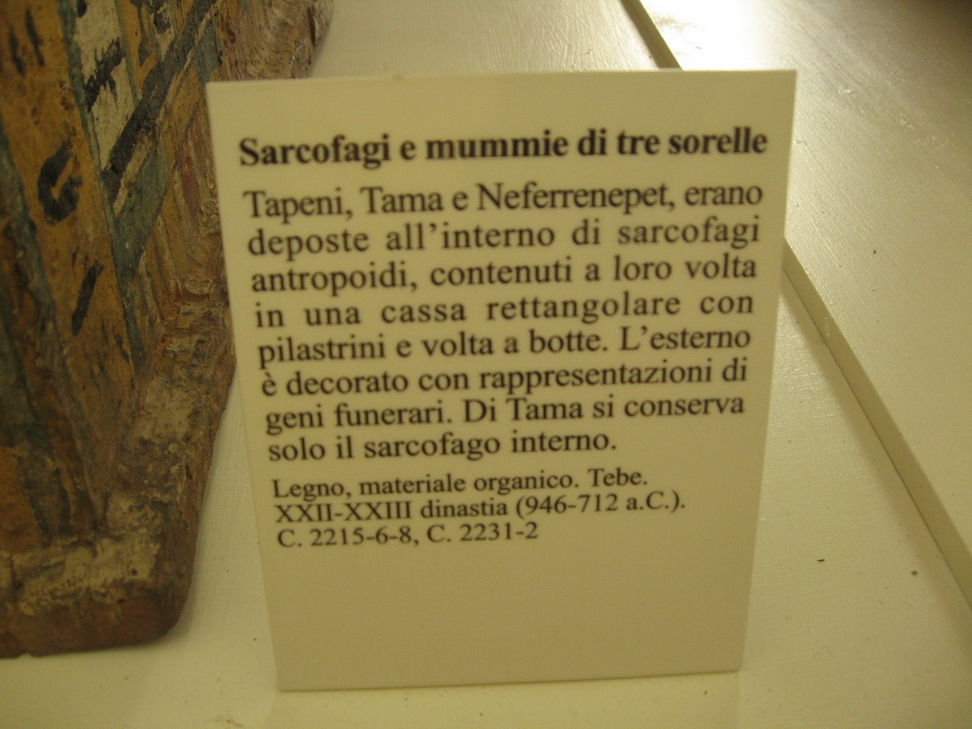 Sarcofagi e mummie di tre sorelle
Tapeni, Tama e Neferrenepet, erano
deposte all'interno di sarcofagi
antropoidi, contenuti a loro volta
in una cassa rettangolare con
pilastrini e volta a botte. L'esterno
è decorato con rappresentazioni di
geni funerari. Di Tama si conserva
solo il sarcofago interno.
Legno, materiale organico. Tebe.
XXII-XXIII dinastia (946-712 a.C.).
C. 2215-6-8, C. 2231-2